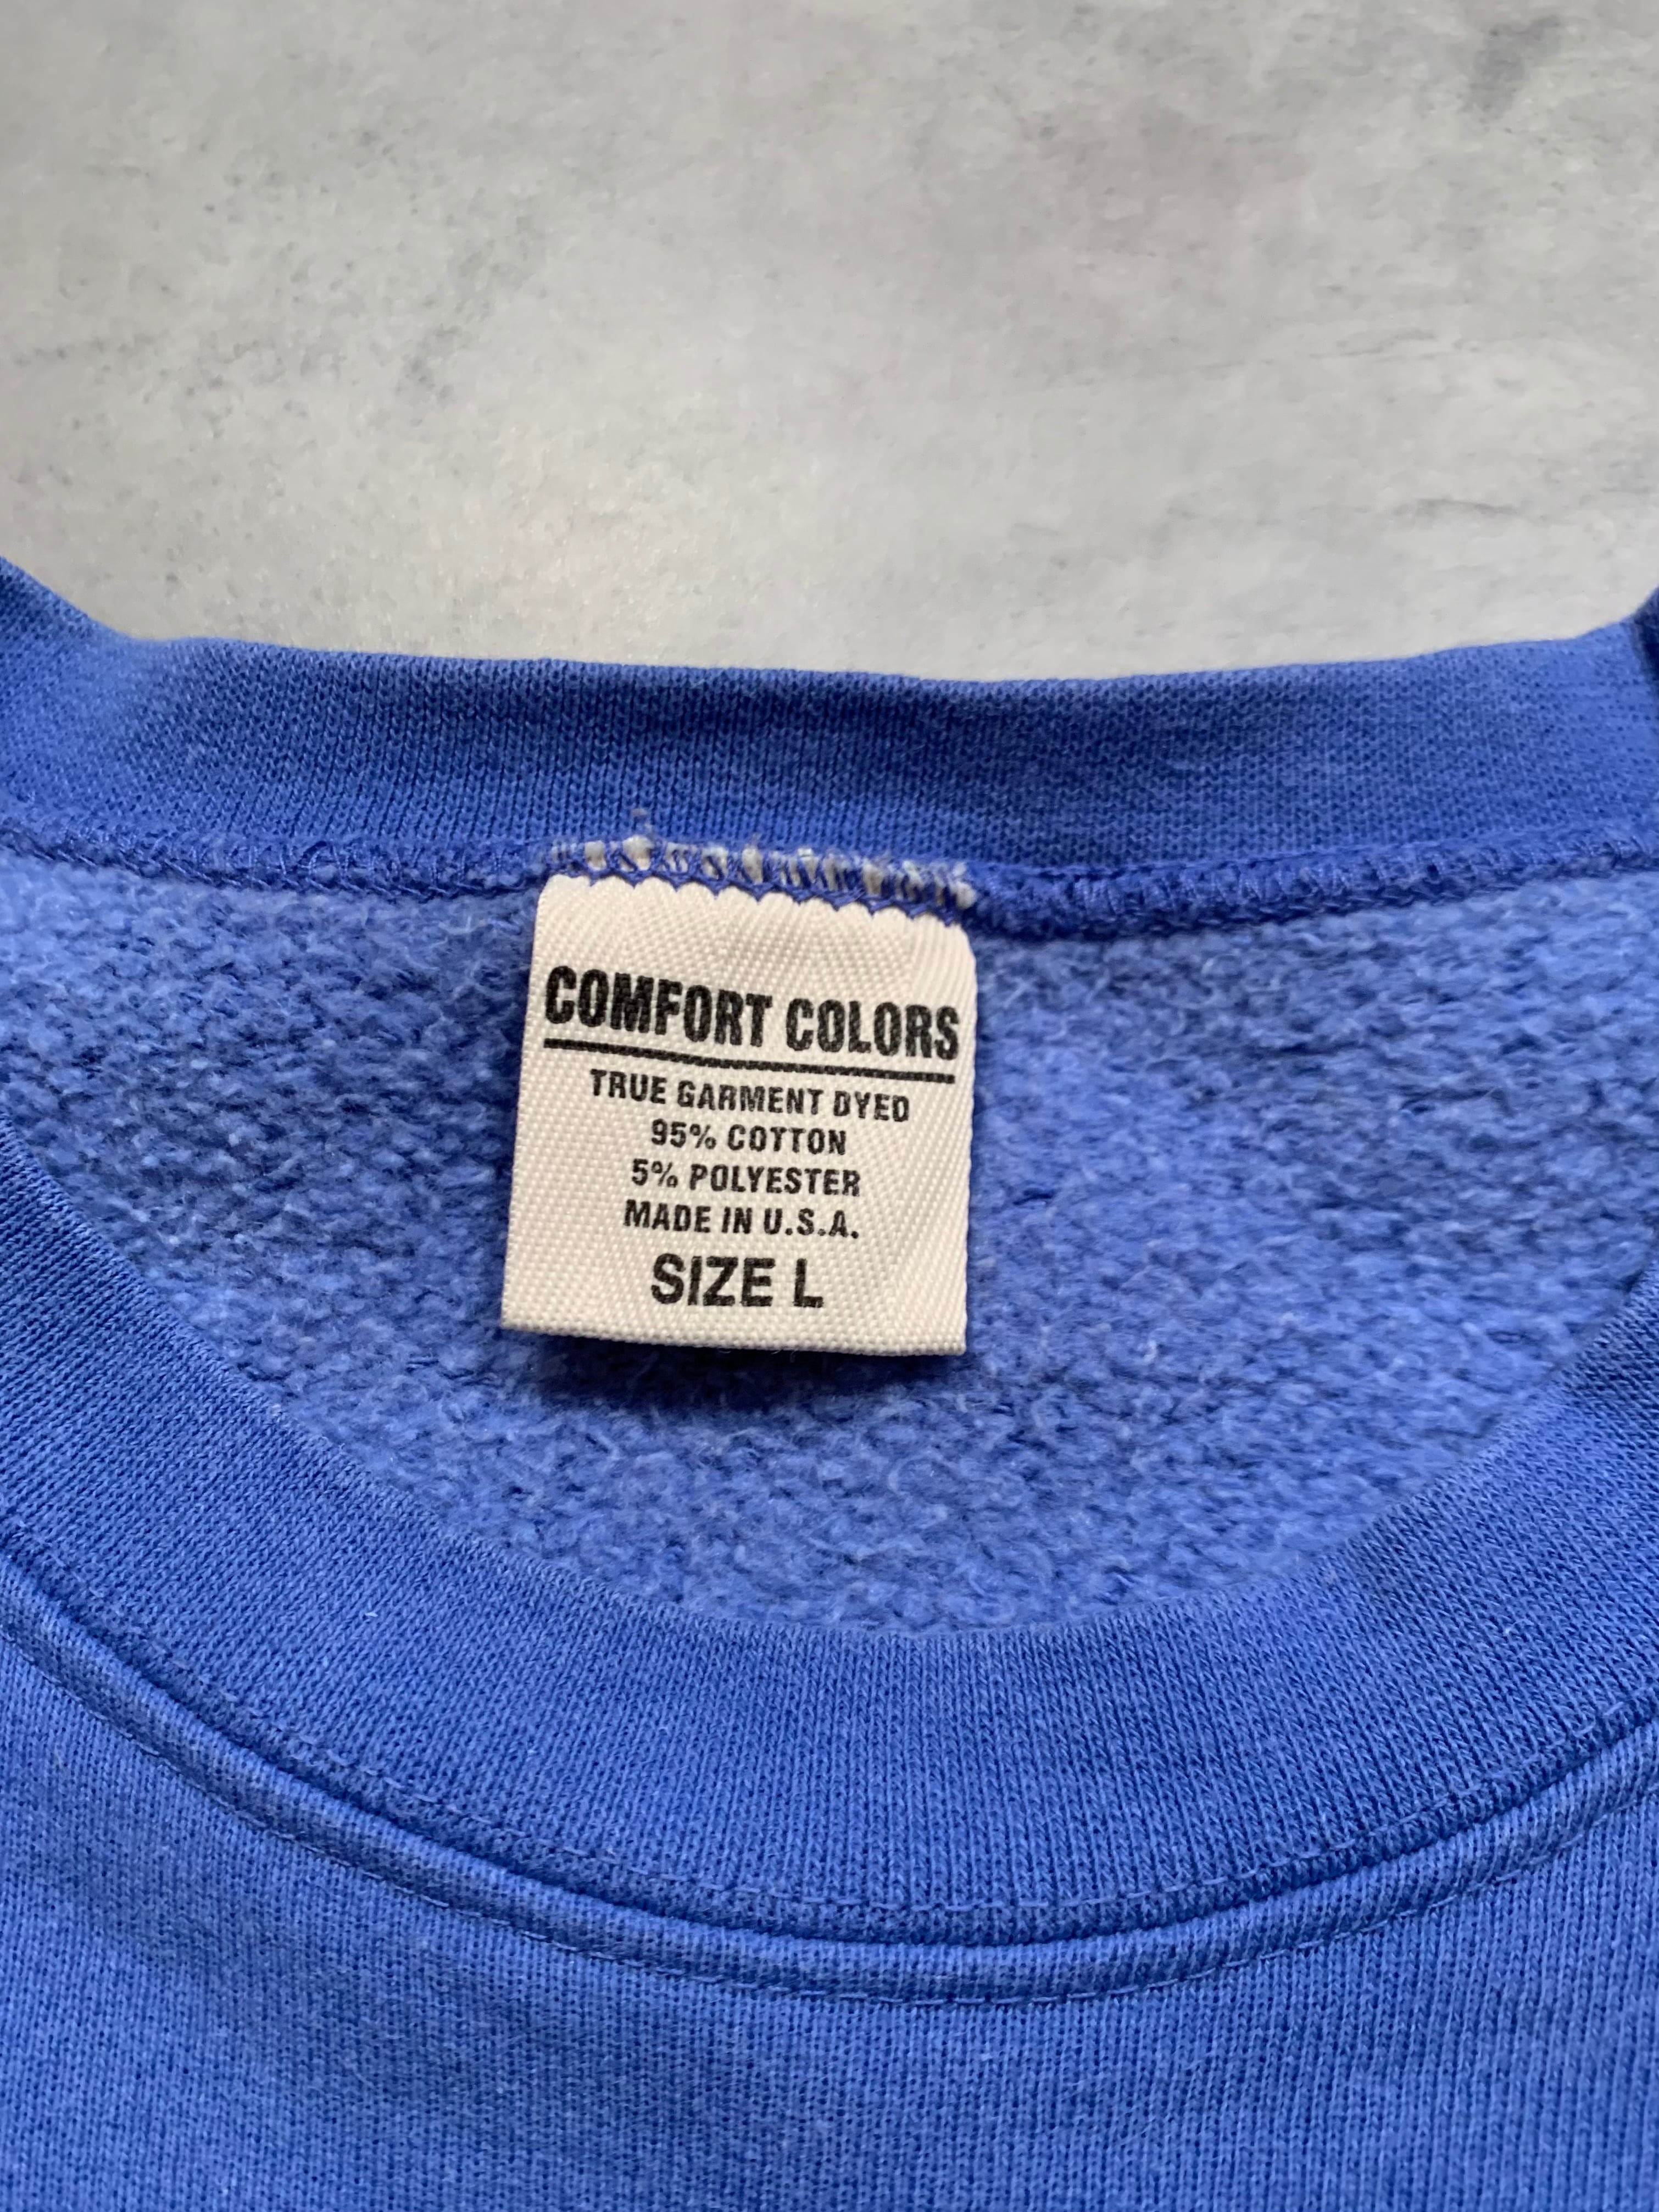 COMFORT COLORS
TRUE GARMENT DYED
95% COTTON
5% POLYESTER
MADE IN U.S.A.
SIZE L